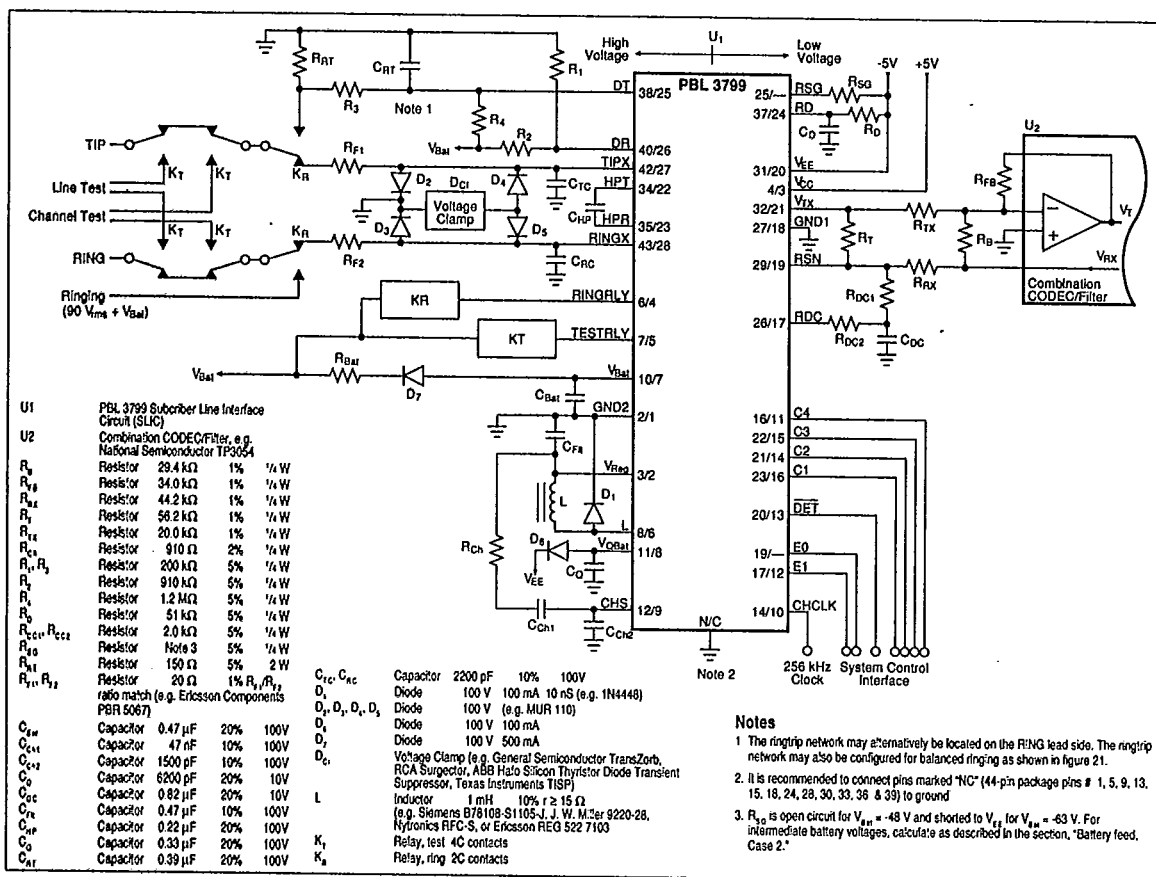 High Voltage
U1
Low Voltage
PBL 3799
-5V
+5V
RRT
CRT
R1
R3
Note 1
R4
R2
VBat
DT
38/25
DR
40/26
TIPX
42/27
HPT
34/22
HPR
35/23
RINGX
43/28
RINGRLY
6/4
TESTRLY
7/5
VBat
10/7
GND2
2/1
VReg
3/2
8/6
VQBat
11/8
CHS
12/9
N/C
Note 2
25/—
RSG
RSG
37/24
RD
CD
RD
31/20
VEE
4/3
VCC
32/21
VTX
27/18
GND1
29/19
RSN
26/17
RDC
16/11
C4
22/15
C3
21/14
C2
23/16
C1
20/13
DET
19/—
E0
17/12
E1
14/10
CHCLK
RT
RTX
RB
RRX
RFB
RDC1
RDC2
CDC
U2
VT
VRX
Combination
CODEC/Filter
256 kHz
Clock
System Control
Interface
TIP
KT
KT
Line Test
Channel Test
KT
KT
RING
KR
KR
Ringing
(90 Vrms + VBat)
RF1
RF2
D2
D4
DC1
Voltage
Clamp
D3
D5
CTC
CHP
CRC
KR
KT
VBat
RBat
D7
CBat
CFlt
L
D1
RCh
D6
VEE
CQ
CCh1
CCh2
U1 PBL 3799 Subcriber Line Interface
Circuit (SLIC)
U2 Combination CODEC/Filter, e.g.
National Semiconductor TP3054
RB Resistor 29.4 kΩ 1% 1/4 W
RFB Resistor 34.0 kΩ 1% 1/4 W
RRX Resistor 44.2 kΩ 1% 1/4 W
RT Resistor 56.2 kΩ 1% 1/4 W
RTX Resistor 20.0 kΩ 1% 1/4 W
RCh Resistor 910 Ω 2% 1/4 W
R1, R3 Resistor 200 kΩ 5% 1/4 W
R2 Resistor 910 kΩ 5% 1/4 W
R4 Resistor 1.2 MΩ 5% 1/4 W
RD Resistor 51 kΩ 5% 1/4 W
RDC1, RDC2 Resistor 2.0 kΩ 5% 1/4 W
RSG Resistor Note 3 5% 1/4 W
RRT Resistor 150 Ω 5% 2 W
RF1, RF2 Resistor 20 Ω 1% RF1/RF2
ratio match (e.g. Ericsson Components
PBR 5067)
CBat Capacitor 0.47 µF 20% 100V
CCh1 Capacitor 47 nF 10% 100V
CCh2 Capacitor 1500 pF 10% 100V
CD Capacitor 6200 pF 20% 10V
CDC Capacitor 0.82 µF 20% 10V
CFlt Capacitor 0.47 µF 10% 100V
CHP Capacitor 0.22 µF 20% 100V
CQ Capacitor 0.33 µF 20% 100V
CRT Capacitor 0.39 µF 20% 100V
CTC, CRC Capacitor 2200 pF 10% 100V
D1 Diode 100 V 100 mA 10 nS (e.g. 1N4448)
D2, D3, D4, D5 Diode 100 V (e.g. MUR 110)
D6 Diode 100 V 100 mA
D7 Diode 100 V 500 mA
DC1 Voltage Clamp (e.g. General Semiconductor TransZorb,
RCA Surgector, ABB Hafo Silicon Thyristor Diode Transient
Suppressor, Texas Instruments TISP)
L Inductor 1 mH 10% r ≥ 15 Ω
(e.g. Siemens B78108-S1105-J. J. W. Miller 9220-28,
Nytronics RFC-S, or Ericsson REG 522 7103
KT Relay, test 4C contacts
KR Relay, ring 2C contacts
Notes
1 The ringtrip network may alternatively be located on the RING lead side. The ringtrip
network may also be configured for balanced ringing as shown in figure 21.
2. It is recommended to connect pins marked "NC" (44-pin package pins # 1, 5, 9, 13,
15, 18, 24, 28, 30, 33, 36 & 39) to ground
3. RSG is open circuit for VBat = -48 V and shorted to VEE for VBat = -63 V. For
intermediate battery voltages, calculate as described in the section, "Battery feed,
Case 2."